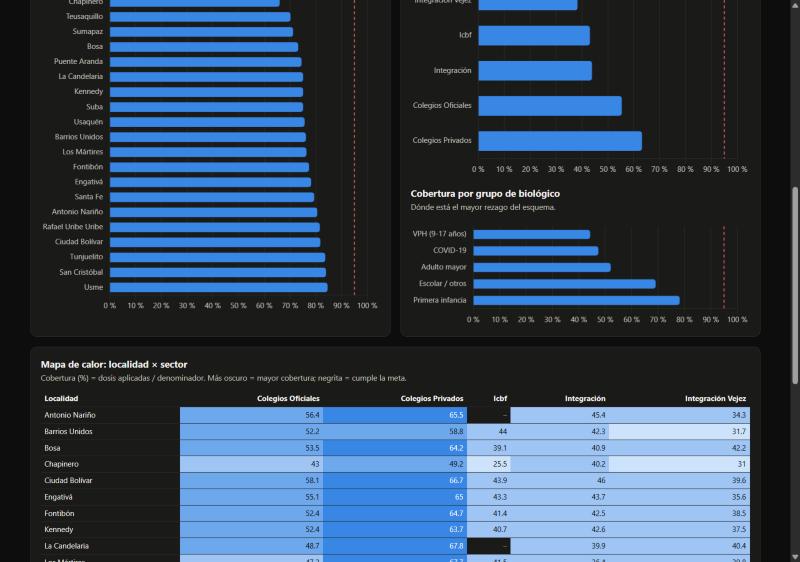 Chapinero
Teusaquillo
Sumapaz
Bosa
Puente Aranda
La Candelaria
Kennedy
Suba
Usaquén
Barrios Unidos
Los Mártires
Fontibón
Engativá
Santa Fe
Antonio Nariño
Rafael Uribe Uribe
Ciudad Bolívar
Tunjuelito
San Cristóbal
Usme
0 % 10 % 20 % 30 % 40 % 50 % 60 % 70 % 80 % 90 % 100 %
Integración Vejez
Icbf
Integración
Colegios Oficiales
Colegios Privados
0 % 10 % 20 % 30 % 40 % 50 % 60 % 70 % 80 % 90 % 100 %
Cobertura por grupo de biológico
Dónde está el mayor rezago del esquema.
VPH (9-17 años)
COVID-19
Adulto mayor
Escolar / otros
Primera infancia
0 % 10 % 20 % 30 % 40 % 50 % 60 % 70 % 80 % 90 % 100 %
Mapa de calor: localidad × sector
Cobertura (%) = dosis aplicadas / denominador. Más oscuro = mayor cobertura; negrita = cumple la meta.
Localidad Colegios Oficiales Colegios Privados Icbf Integración Integración Vejez
Antonio Nariño 56.4 65.5 – 45.4 34.3
Barrios Unidos 52.2 58.8 44 42.3 31.7
Bosa 53.5 64.2 39.1 40.9 42.2
Chapinero 43 49.2 25.5 40.2 31
Ciudad Bolívar 58.1 66.7 43.9 46 39.6
Engativá 55.1 65 43.3 43.7 35.6
Fontibón 52.4 64.7 41.4 42.5 38.5
Kennedy 52.4 63.7 40.7 42.6 37.5
La Candelaria 48.7 67.8 – 39.9 40.4
Los Mártires